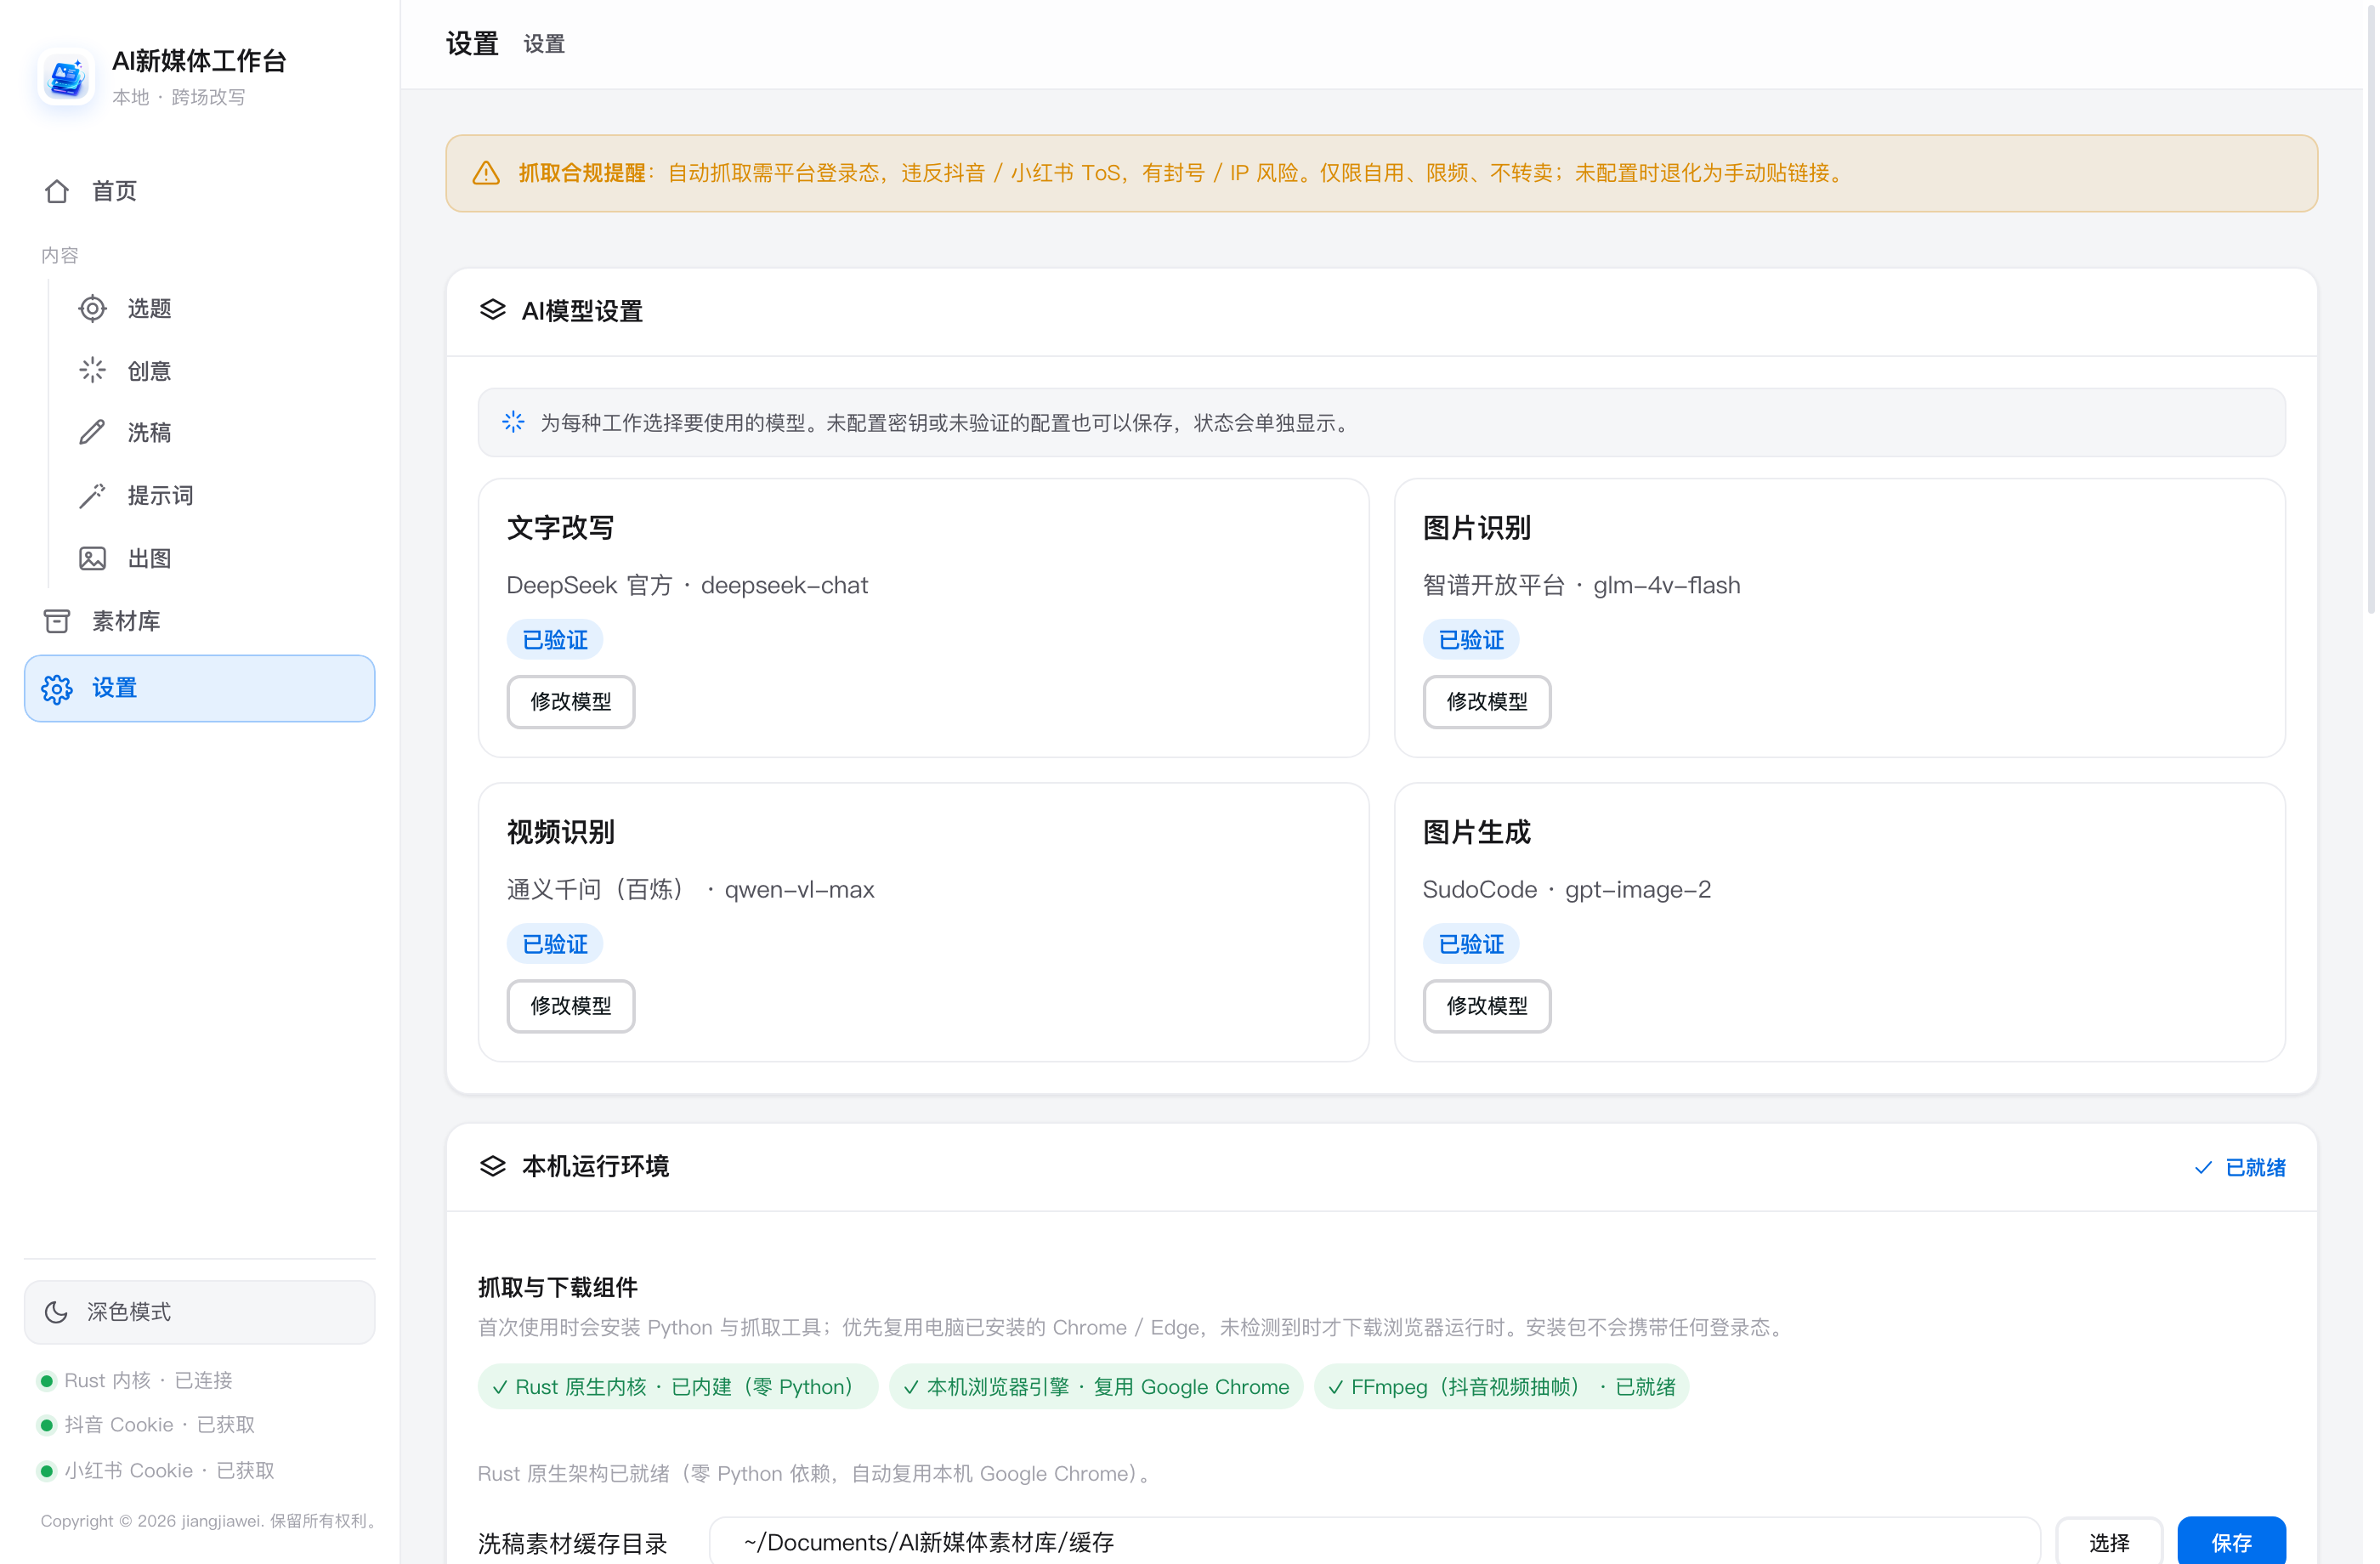 AI新媒体工作台
本地 · 跨场改写
首页
内容
选题
创意
洗稿
提示词
出图
素材库
设置
深色模式
Rust 内核 · 已连接
抖音 Cookie · 已获取
小红书 Cookie · 已获取
Copyright © 2026 jiangjiawei. 保留所有权利。
设置 设置
抓取合规提醒：自动抓取需平台登录态，违反抖音 / 小红书 ToS，有封号 / IP 风险。仅限自用、限频、不转卖；未配置时退化为手动贴链接。
AI模型设置
为每种工作选择要使用的模型。未配置密钥或未验证的配置也可以保存，状态会单独显示。
文字改写
DeepSeek 官方 · deepseek-chat
已验证
修改模型
图片识别
智谱开放平台 · glm-4v-flash
已验证
修改模型
视频识别
通义千问（百炼） · qwen-vl-max
已验证
修改模型
图片生成
SudoCode · gpt-image-2
已验证
修改模型
本机运行环境
已就绪
抓取与下载组件
首次使用时会安装 Python 与抓取工具；优先复用电脑已安装的 Chrome / Edge，未检测到时才下载浏览器运行时。安装包不会携带任何登录态。
✓ Rust 原生内核 · 已内建（零 Python） ✓ 本机浏览器引擎 · 复用 Google Chrome ✓ FFmpeg（抖音视频抽帧） · 已就绪
Rust 原生架构已就绪（零 Python 依赖，自动复用本机 Google Chrome）。
洗稿素材缓存目录 ~/Documents/AI新媒体素材库/缓存 选择 保存